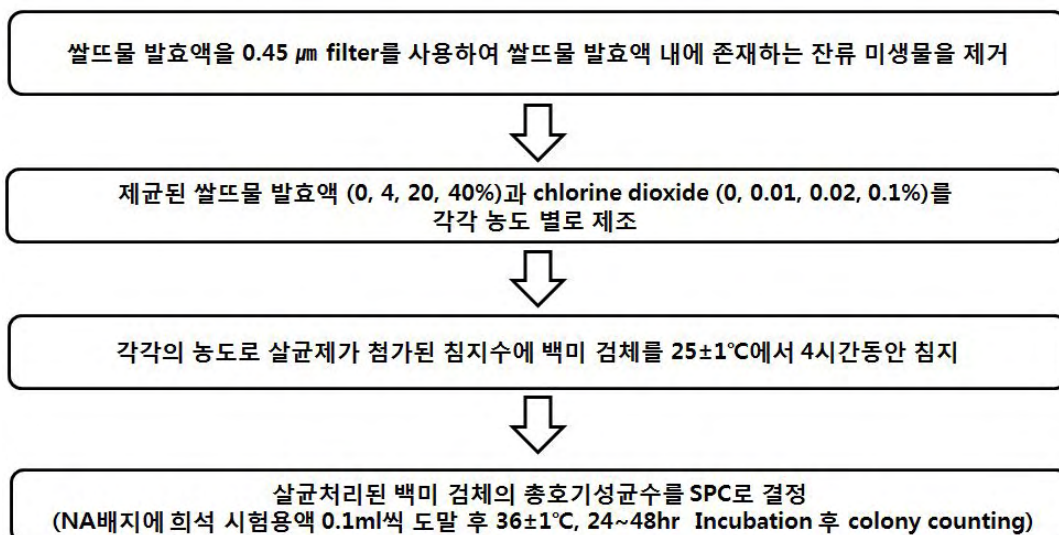 쌀뜨물 발효액을 0.45 ㎛ filter를 사용하여 쌀뜨물 발효액 내에 존재하는 잔류 미생물을 제거
제균된 쌀뜨물 발효액 (0, 4, 20, 40%)과 chlorine dioxide (0, 0.01, 0.02, 0.1%)를
각각 농도 별로 제조
각각의 농도로 살균제가 첨가된 침지수에 백미 검체를 25±1℃에서 4시간동안 침지
살균처리된 백미 검체의 총호기성균수를 SPC로 결정
(NA배지에 희석 시험용액 0.1ml씩 도말 후 36±1℃, 24~48hr Incubation 후 colony counting)